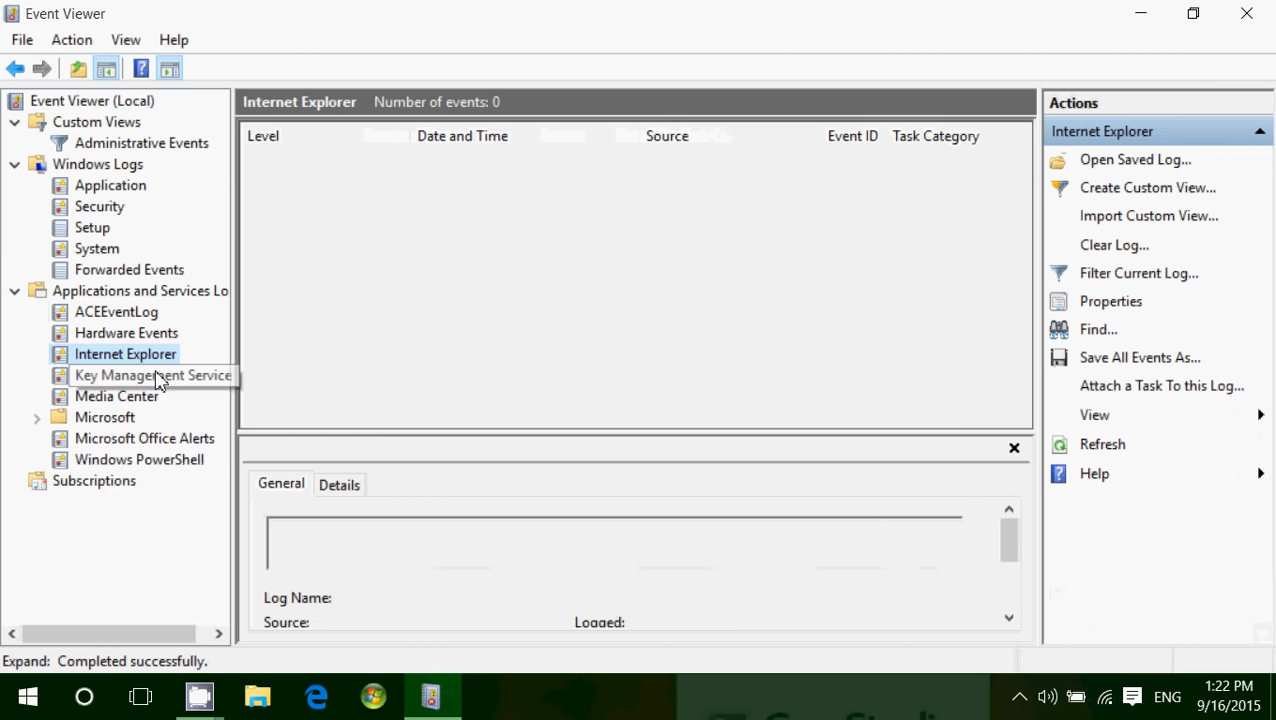 Event Viewer
File Action View Help
Event Viewer (Local)
Custom Views
Administrative Events
Windows Logs
Application
Security
Setup
System
Forwarded Events
Applications and Services Lo
ACEEventLog
Hardware Events
Internet Explorer
Key Management Service
Media Center
Microsoft
Microsoft Office Alerts
Windows PowerShell
Subscriptions
Internet Explorer Number of events: 0
Level Date and Time Source Event ID Task Category
General Details
Log Name:
Source: Logged:
Actions
Internet Explorer
Open Saved Log...
Create Custom View...
Import Custom View...
Clear Log...
Filter Current Log...
Properties
Find...
Save All Events As...
Attach a Task To this Log...
View
Refresh
Help
Expand: Completed successfully.
ENG
1:22 PM
9/16/2015